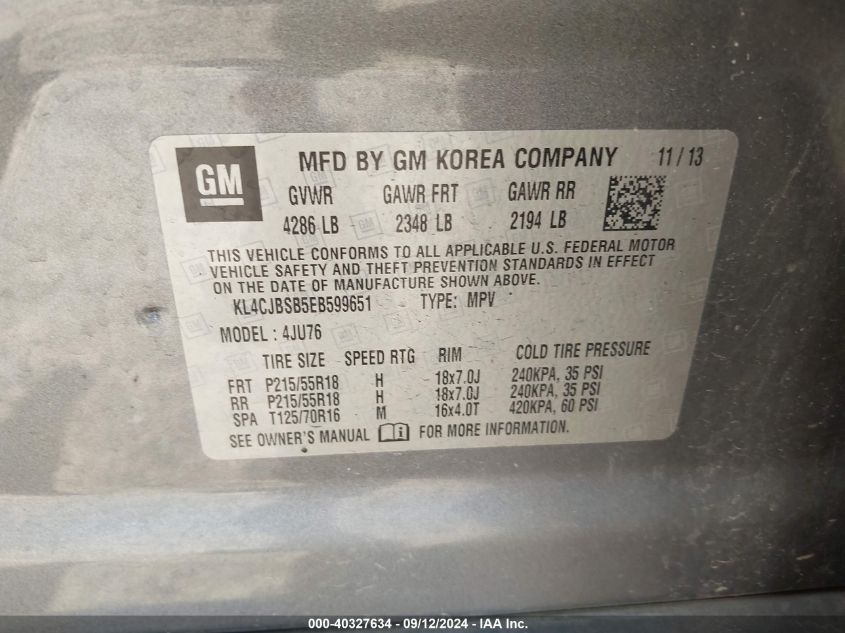 GM
MFD BY GM KOREA COMPANY 11/13
GVWR GAWR FRT GAWR RR
4286 LB 2348 LB 2194 LB
THIS VEHICLE CONFORMS TO ALL APPLICABLE U.S. FEDERAL MOTOR
VEHICLE SAFETY AND THEFT PREVENTION STANDARDS IN EFFECT
ON THE DATE OF MANUFACTURE SHOWN ABOVE.
KL4CJBSB5EB599651 TYPE: MPV
MODEL : 4JU76
TIRE SIZE SPEED RTG RIM COLD TIRE PRESSURE
FRT P215/55R18 H 18x7.0J 240KPA, 35 PSI
RR P215/55R18 H 18x7.0J 240KPA, 35 PSI
SPA T125/70R16 M 16x4.0T 420KPA, 60 PSI
SEE OWNER'S MANUAL FOR MORE INFORMATION.
000-40327634 - 09/12/2024 - IAA Inc.